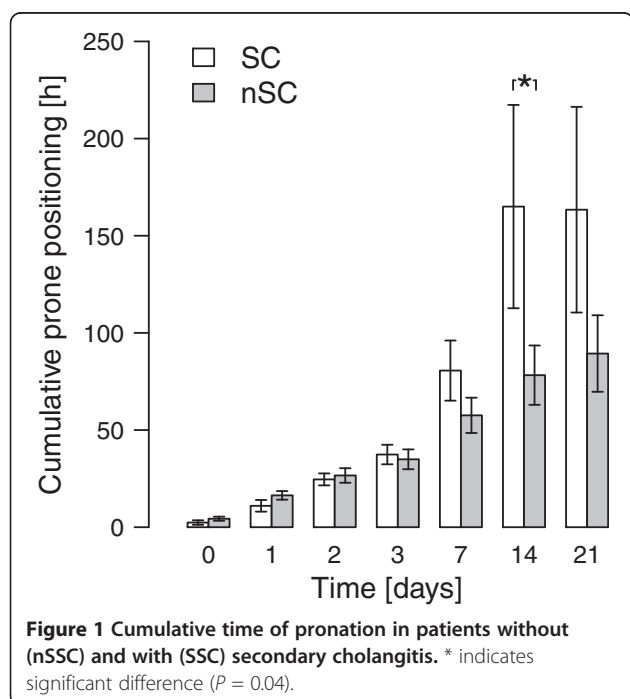 250
200
150
100
50
0
Cumulative prone positioning [h]
SC
nSC
*
0 1 2 3 7 14 21
Time [days]
Figure 1 Cumulative time of pronation in patients without
(nSSC) and with (SSC) secondary cholangitis. * indicates
significant difference (P = 0.04).